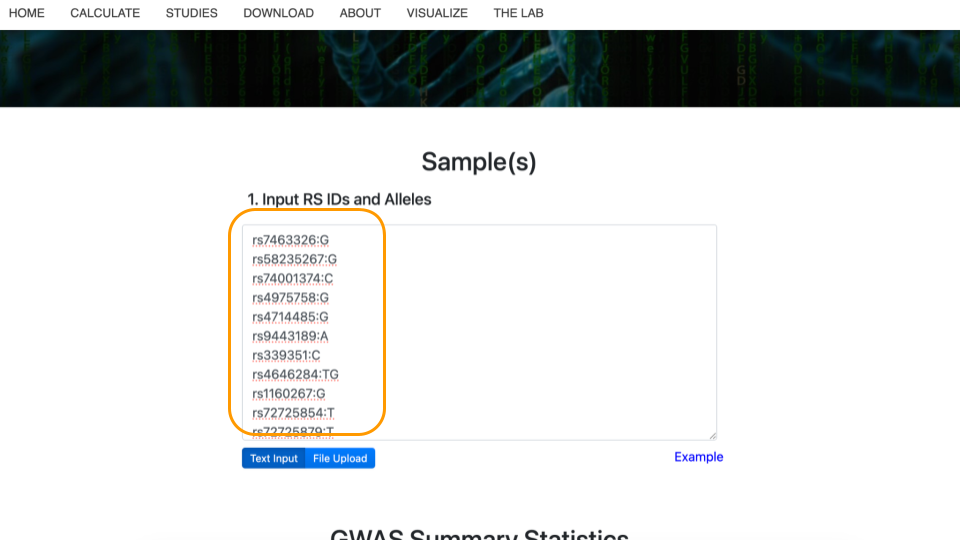 HOME CALCULATE STUDIES DOWNLOAD ABOUT VISUALIZE THE LAB
Sample(s)
1. Input RS IDs and Alleles
rs7463326:G
rs58235267:G
rs74001374:C
rs4975758:G
rs4714485:G
rs9443189:A
rs339351:C
rs4646284:TG
rs1160267:G
rs72725854:T
rs72725879:T
Text Input File Upload Example
GWAS Summary Statistics